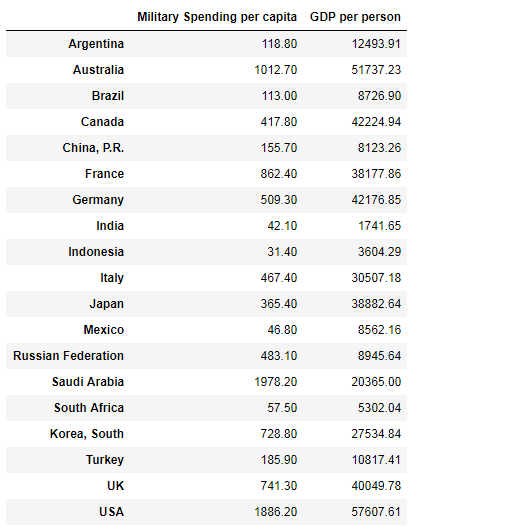 Military Spending per capita GDP per person
Argentina 118.80 12493.91
Australia 1012.70 51737.23
Brazil 113.00 8726.90
Canada 417.80 42224.94
China, P.R. 155.70 8123.26
France 862.40 38177.86
Germany 509.30 42176.85
India 42.10 1741.65
Indonesia 31.40 3604.29
Italy 467.40 30507.18
Japan 365.40 38882.64
Mexico 46.80 8562.16
Russian Federation 483.10 8945.64
Saudi Arabia 1978.20 20365.00
South Africa 57.50 5302.04
Korea, South 728.80 27534.84
Turkey 185.90 10817.41
UK 741.30 40049.78
USA 1886.20 57607.61